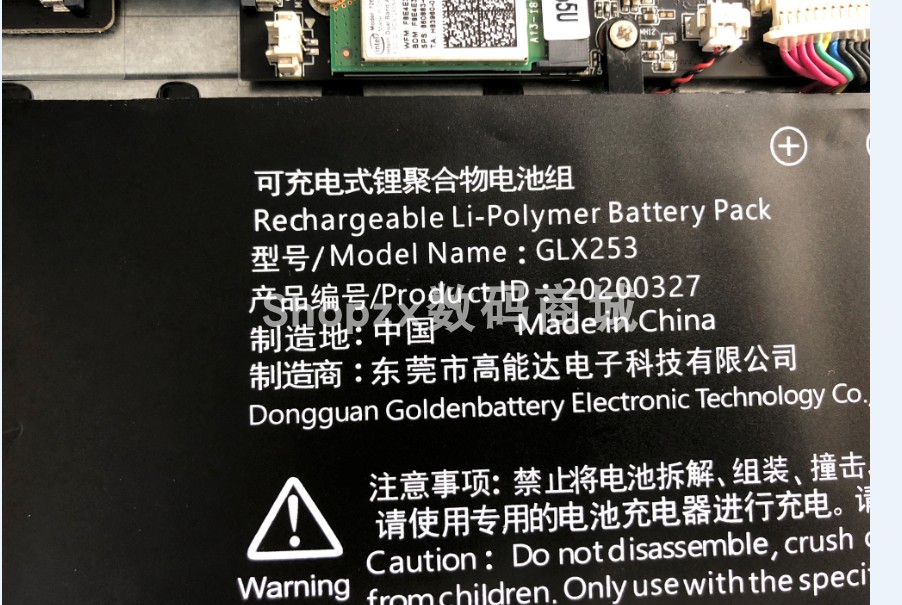 A13-18
MH12
可充电式锂聚合物电池组
Rechargeable Li-Polymer Battery Pack
型号/Model Name：GLX253
产品编号/Product ID：20200327
Shopzx数码商城
制造地：中国 Made in China
制造商：东莞市高能达电子科技有限公司
Dongguan Goldenbattery Electronic Technology Co.,
注意事项：禁止将电池拆解、组装、撞击、
请使用专用的电池充电器进行充电。请
Caution： Do not disassemble, crush
Warning
from children. Only use with the speci